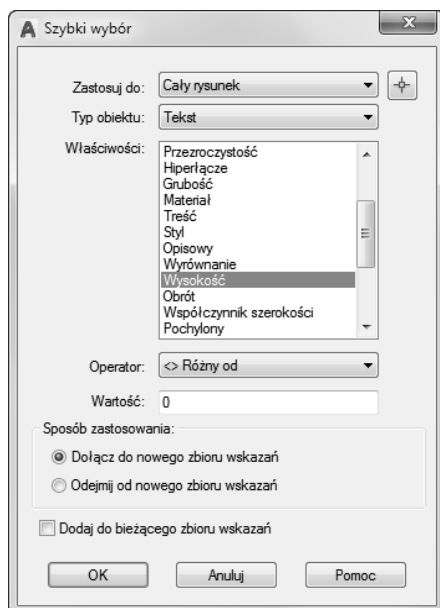 Szybki wybór
Zastosuj do: Cały rysunek
Typ obiektu: Tekst
Właściwości:
Przezroczystość
Hiperłącze
Grubość
Materiał
Treść
Styl
Opisowy
Wyrównanie
Wysokość
Obrót
Współczynnik szerokości
Pochylony
Operator: <> Różny od
Wartość: 0
Sposób zastosowania:
Dołącz do nowego zbioru wskazań
Odejmij od nowego zbioru wskazań
Dodaj do bieżącego zbioru wskazań
OK Anuluj Pomoc